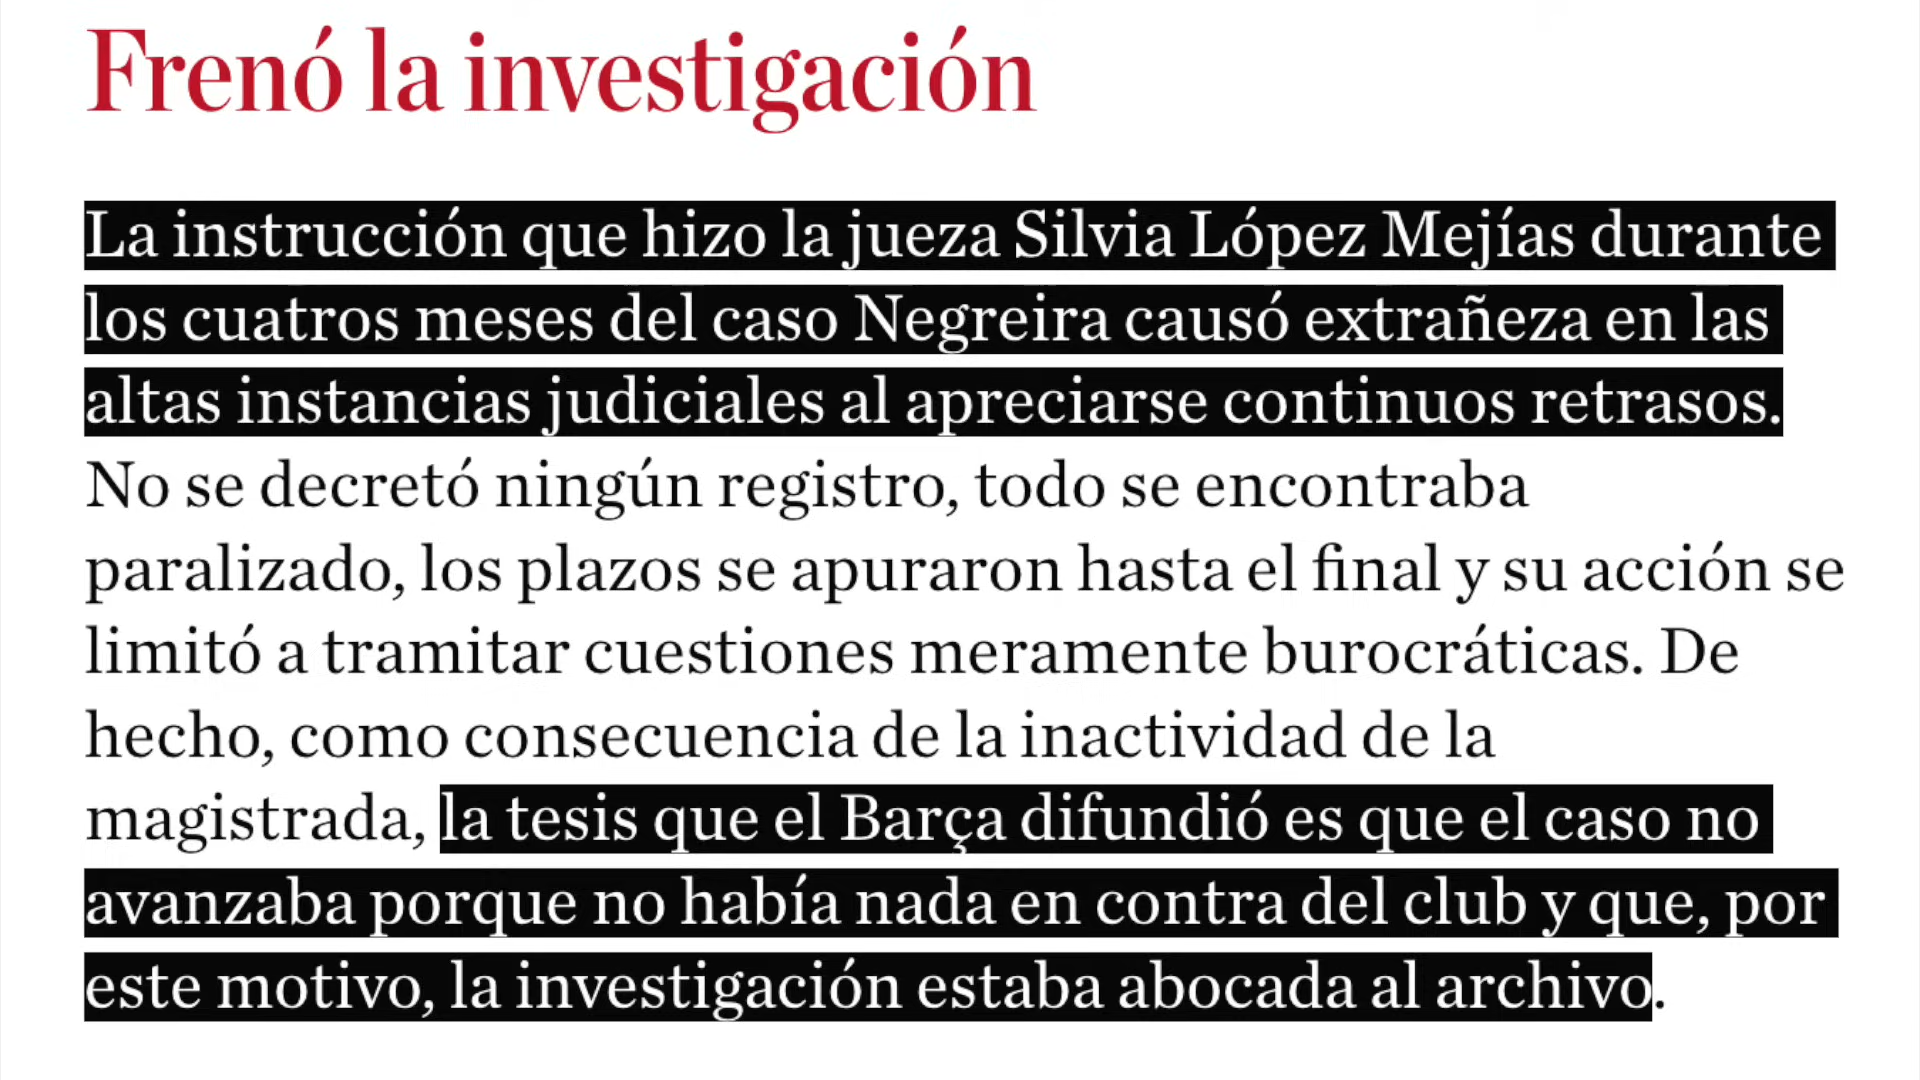 Frenó la investigación
La instrucción que hizo la jueza Silvia López Mejías durante
los cuatros meses del caso Negreira causó extrañeza en las
altas instancias judiciales al apreciarse continuos retrasos.
No se decretó ningún registro, todo se encontraba
paralizado, los plazos se apuraron hasta el final y su acción se
limitó a tramitar cuestiones meramente burocráticas. De
hecho, como consecuencia de la inactividad de la
magistrada, la tesis que el Barça difundió es que el caso no
avanzaba porque no había nada en contra del club y que, por
este motivo, la investigación estaba abocada al archivo.